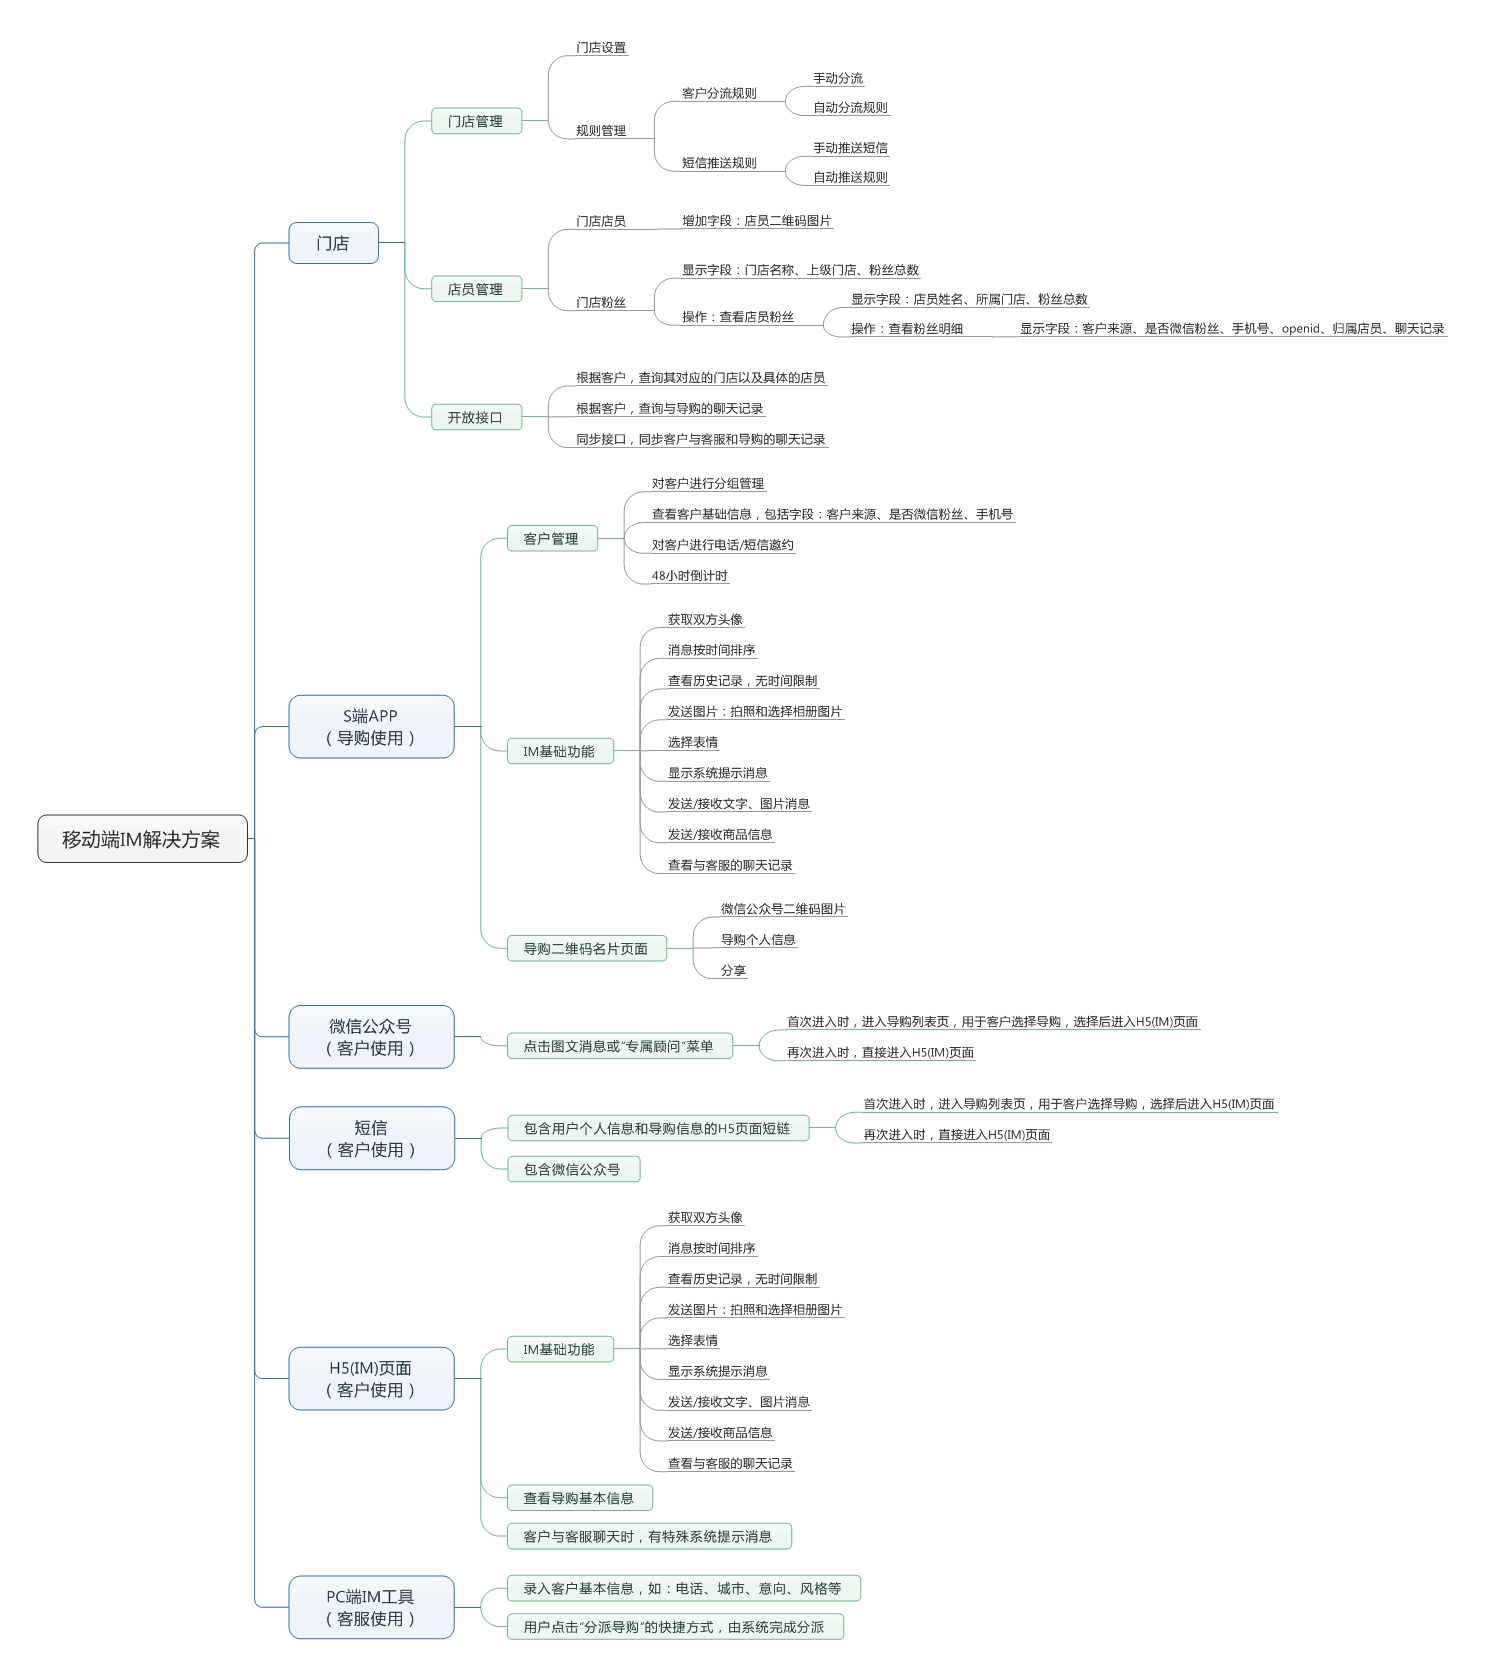 移动端IM解决方案
门店
门店管理
门店设置
规则管理
客户分流规则
手动分流
自动分流规则
短信推送规则
手动推送短信
自动推送规则
店员管理
门店店员
增加字段：店员二维码图片
门店粉丝
显示字段：门店名称、上级门店、粉丝总数
操作：查看店员粉丝
显示字段：店员姓名、所属门店、粉丝总数
操作：查看粉丝明细
显示字段：客户来源、是否微信粉丝、手机号、openid、归属店员、聊天记录
开放接口
根据客户，查询其对应的门店以及具体的店员
根据客户，查询与导购的聊天记录
同步接口，同步客户与客服和导购的聊天记录
S端APP
（导购使用）
客户管理
对客户进行分组管理
查看客户基础信息，包括字段：客户来源、是否微信粉丝、手机号
对客户进行电话/短信邀约
48小时倒计时
IM基础功能
获取双方头像
消息按时间排序
查看历史记录，无时间限制
发送图片：拍照和选择相册图片
选择表情
显示系统提示消息
发送/接收文字、图片消息
发送/接收商品信息
查看与客服的聊天记录
导购二维码名片页面
微信公众号二维码图片
导购个人信息
分享
微信公众号
（客户使用）
点击图文消息或“专属顾问”菜单
首次进入时，进入导购列表页，用于客户选择导购，选择后进入H5(IM)页面
再次进入时，直接进入H5(IM)页面
短信
（客户使用）
包含用户个人信息和导购信息的H5页面短链
首次进入时，进入导购列表页，用于客户选择导购，选择后进入H5(IM)页面
再次进入时，直接进入H5(IM)页面
包含微信公众号
H5(IM)页面
（客户使用）
IM基础功能
获取双方头像
消息按时间排序
查看历史记录，无时间限制
发送图片：拍照和选择相册图片
选择表情
显示系统提示消息
发送/接收文字、图片消息
发送/接收商品信息
查看与客服的聊天记录
查看导购基本信息
客户与客服聊天时，有特殊系统提示消息
PC端IM工具
（客服使用）
录入客户基本信息，如：电话、城市、意向、风格等
用户点击“分派导购”的快捷方式，由系统完成分派